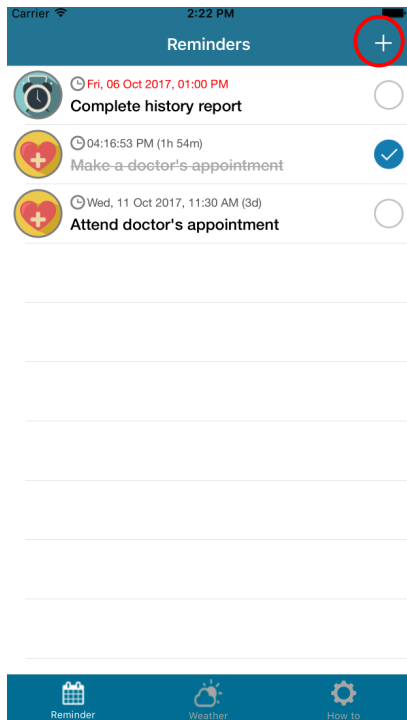 Carrier 2:22 PM
Reminders
Fri, 06 Oct 2017, 01:00 PM
Complete history report
04:16:53 PM (1h 54m)
Make a doctor's appointment
Wed, 11 Oct 2017, 11:30 AM (3d)
Attend doctor's appointment
Reminder Weather How to